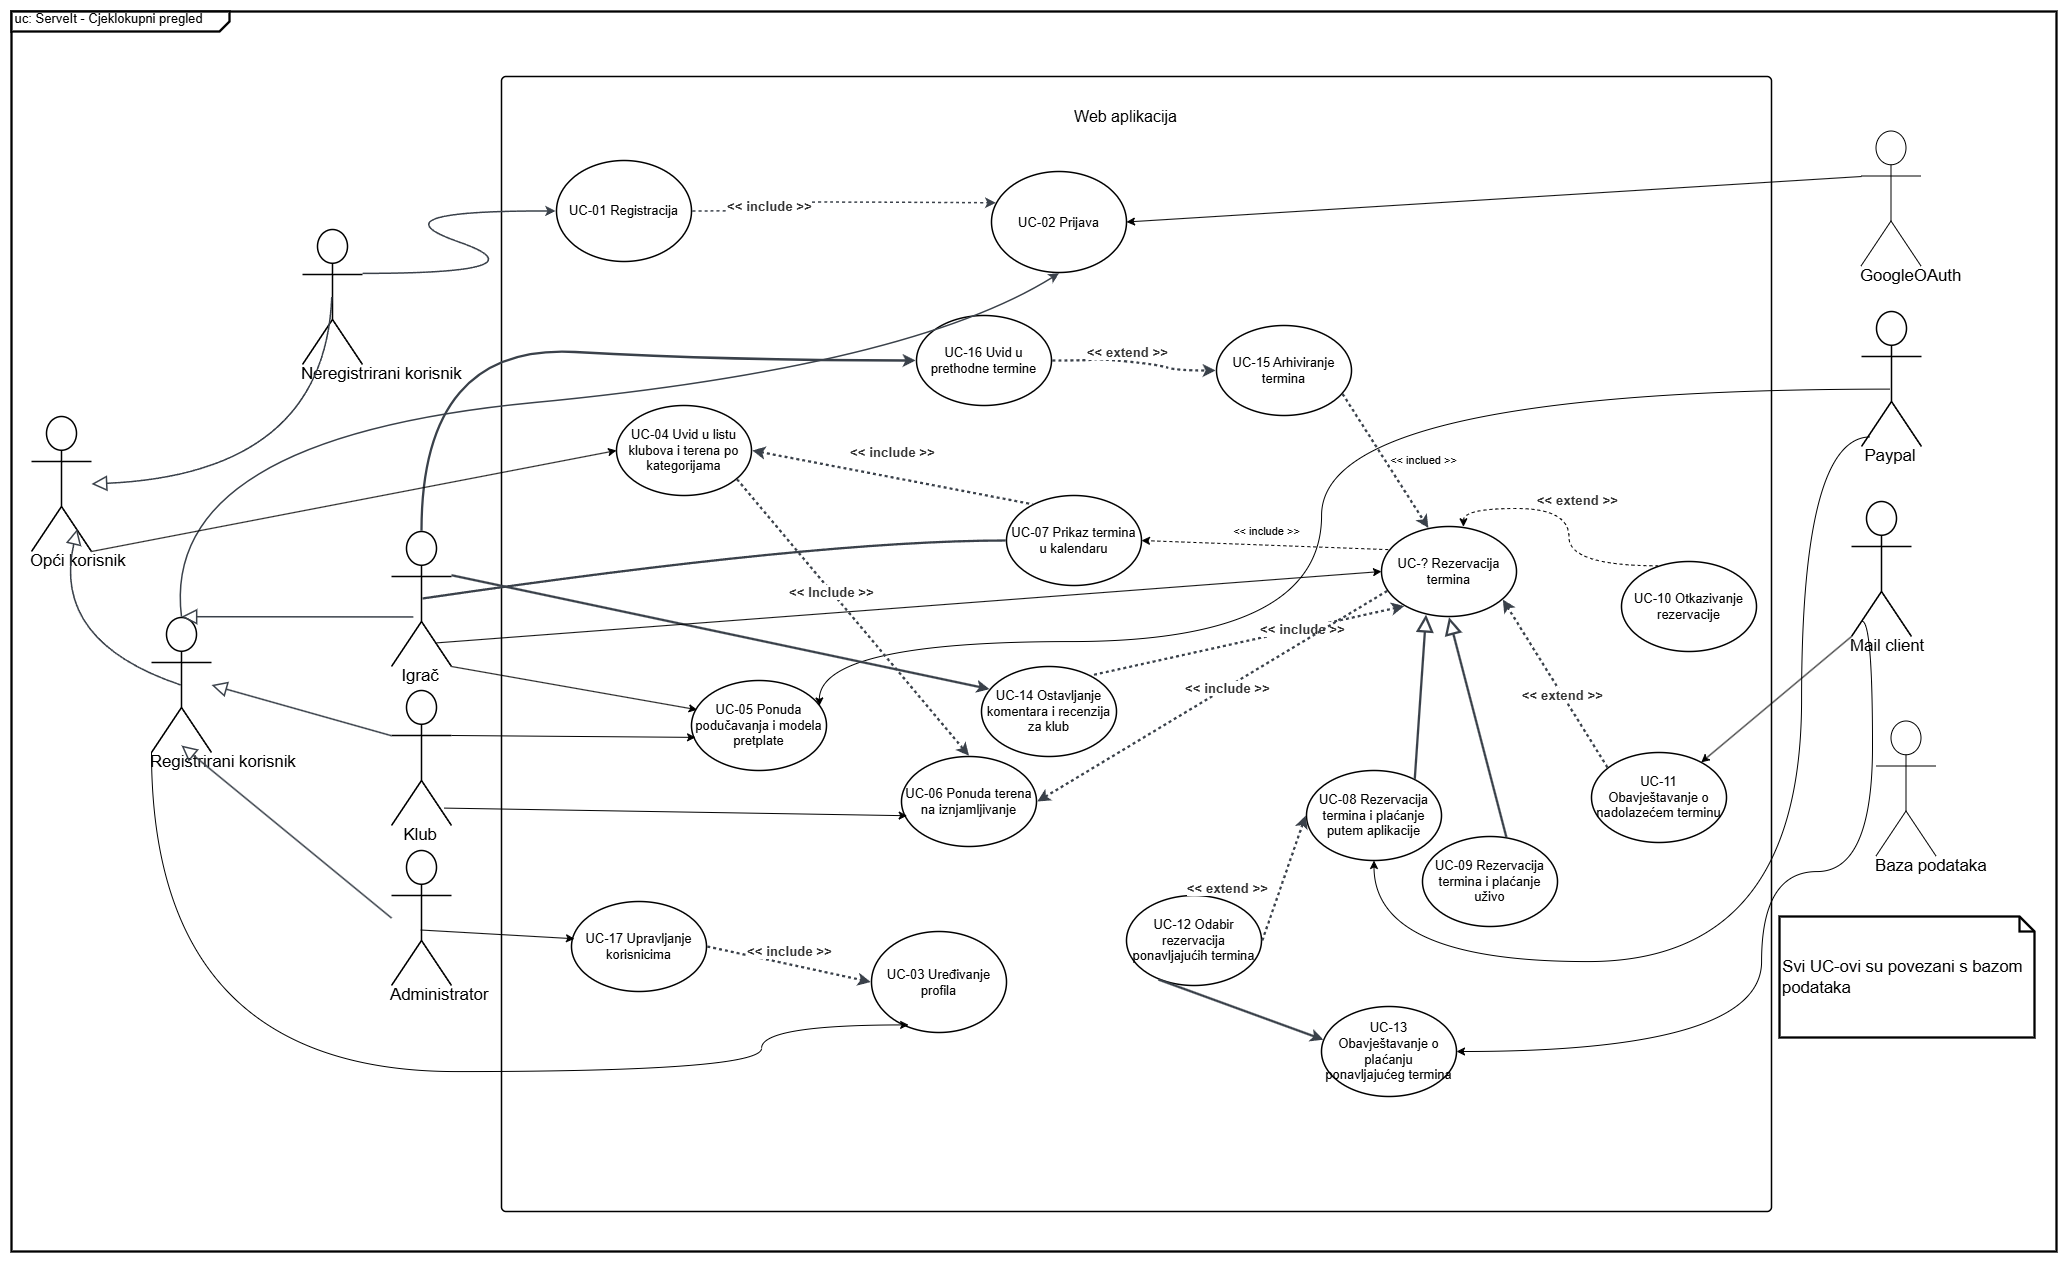 uc: ServeIt - Cjeklokupni pregled
Web aplikacija
UC-01 Registracija
<< include >>
UC-02 Prijava
GoogleOAuth
Neregistrirani korisnik
UC-16 Uvid u
prethodne termine
<< extend >>
UC-15 Arhiviranje
termina
Paypal
UC-04 Uvid u listu
klubova i terena po
kategorijama
<< include >>
<< inclued >>
<< extend >>
Opći korisnik
UC-07 Prikaz termina
u kalendaru
<< include >>
UC-? Rezervacija
termina
UC-10 Otkazivanje
rezervacije
Mail client
<< Include >>
<< include >>
Igrač
UC-05 Ponuda
podučavanja i modela
pretplate
UC-14 Ostavljanje
komentara i recenzija
za klub
<< include >>
<< extend >>
Registrirani korisnik
UC-06 Ponuda terena
na iznjamljivanje
UC-08 Rezervacija
termina i plaćanje
putem aplikacije
UC-11
Obavještavanje o
nadolazećem terminu
Klub
Baza podataka
UC-09 Rezervacija
termina i plaćanje
uživo
<< extend >>
UC-12 Odabir
rezervacija
ponavljajućih termina
UC-17 Upravljanje
korisnicima
<< include >>
UC-03 Uređivanje
profila
Administrator
Svi UC-ovi su povezani s bazom
podataka
UC-13
Obavještavanje o
plaćanju
ponavljajućeg termina